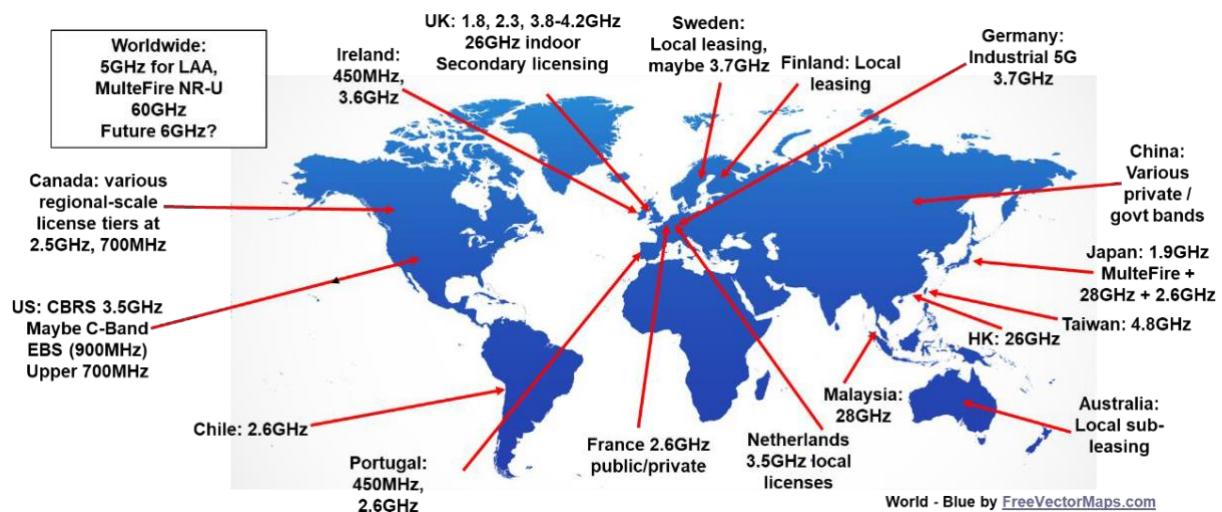 Worldwide:
5GHz for LAA,
MulteFire NR-U
60GHz
Future 6GHz?
Ireland:
450MHz,
3.6GHz
UK: 1.8, 2.3, 3.8-4.2GHz
26GHz indoor
Secondary licensing
Sweden:
Local leasing,
maybe 3.7GHz
Finland: Local
leasing
Germany:
Industrial 5G
3.7GHz
Canada: various
regional-scale
license tiers at
2.5GHz, 700MHz
China:
Various
private /
govt bands
US: CBRS 3.5GHz
Maybe C-Band
EBS (900MHz)
Upper 700MHz
Japan: 1.9GHz
MulteFire +
28GHz + 2.6GHz
Taiwan: 4.8GHz
HK: 26GHz
Malaysia:
28GHz
Australia:
Local sub-
leasing
Chile: 2.6GHz
Portugal:
450MHz,
2.6GHz
France 2.6GHz
public/private
Netherlands
3.5GHz local
licenses
World - Blue by FreeVectorMaps.com